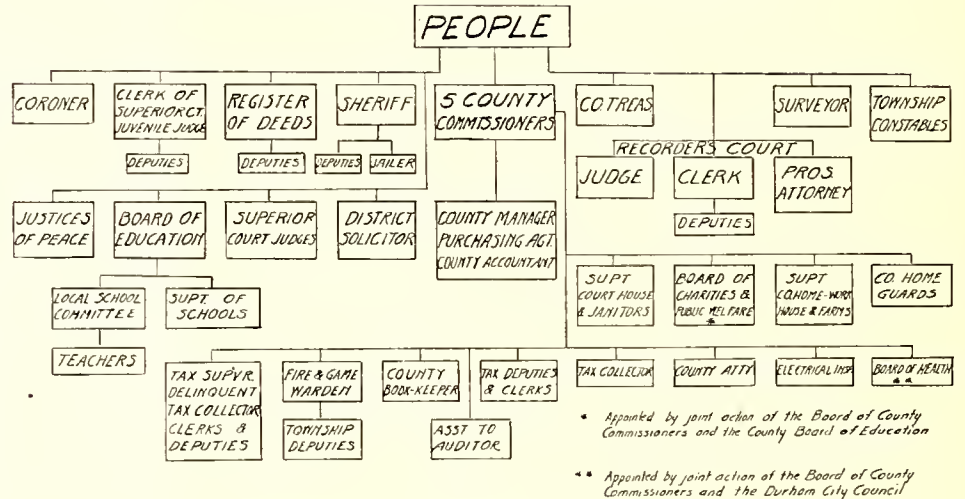 PEOPLE
CORONER
CLERK OF
SUPERIOR CT.
JUVENILE JUDGE
REGISTER
OF DEEDS
SHERIFF
5 COUNTY
COMMISSIONERS
CO. TREAS
SURVEYOR
TOWNSHIP
CONSTABLES
DEPUTIES
DEPUTIES
DEPUTIES
JAILER
RECORDERS COURT
JUDGE
CLERK
PROS.
ATTORNEY
DEPUTIES
JUSTICES
OF PEACE
BOARD OF
EDUCATION
SUPERIOR
COURT JUDGES
DISTRICT
SOLICITOR
COUNTY MANAGER
PURCHASING AGT.
COUNTY ACCOUNTANT
SUPT
COURT HOUSE
& JANITORS
BOARD OF
CHARITIES &
PUBLIC WELFARE
*
SUPT
CO.HOME-WORK
HOUSE & FARMS
CO. HOME
GUARDS
LOCAL SCHOOL
COMMITTEE
SUPT. OF
SCHOOLS
TEACHERS
TAX SUPVR.
DELINQUENT
TAX COLLECTOR
CLERKS &
DEPUTIES
FIRE & GAME
WARDEN
COUNTY
BOOK-KEEPER
TAX DEPUTIES
& CLERKS
TAX COLLECTOR
COUNTY ATTY
ELECTRICAL INSP.
BOARD OF HEALTH
**
TOWNSHIP
DEPUTIES
ASST TO
AUDITOR
* Appointed by joint action of the Board of County
Commissioners and the County Board of Education
** Appointed by joint action of the Board of County
Commissioners and the Durham City Council